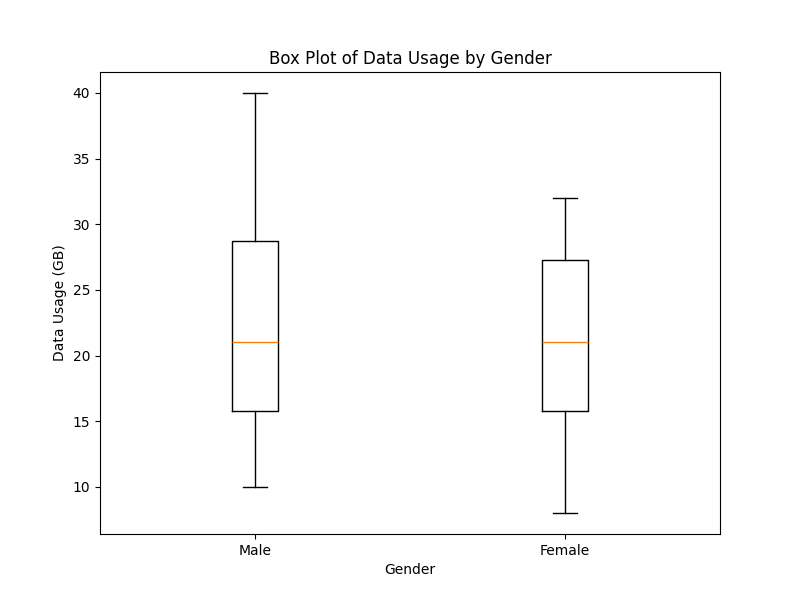 Box Plot of Data Usage by Gender
40
35
30
25
20
15
10
Data Usage (GB)
Male
Female
Gender